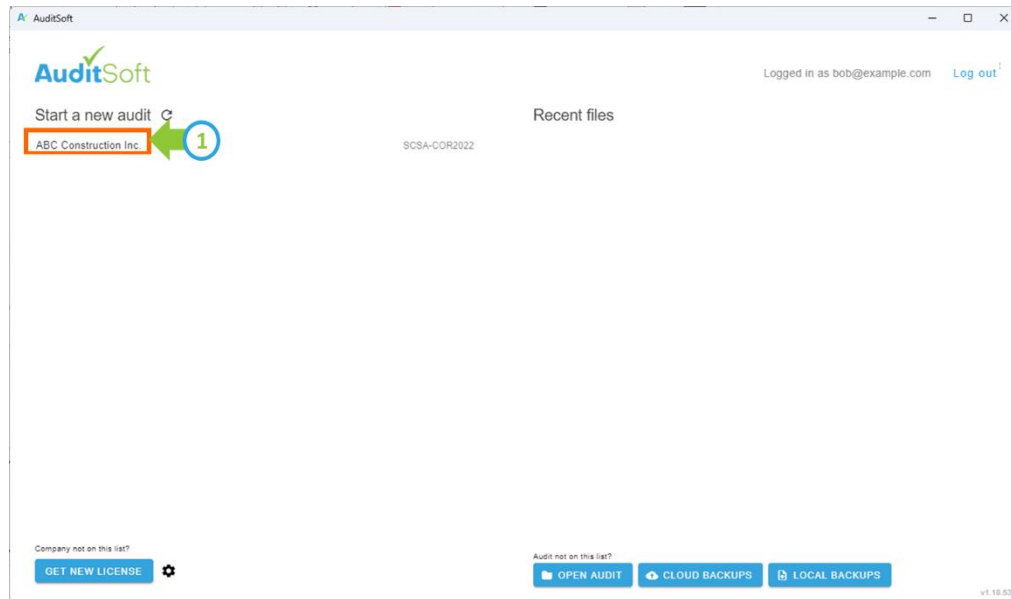 AuditSoft
AuditSoft
Logged in as bob@example.com Log out
Start a new audit
Recent files
ABC Construction Inc.
1
SCSA-COR2022
Company not on this list?
GET NEW LICENSE
Audit not on this list?
OPEN AUDIT
CLOUD BACKUPS
LOCAL BACKUPS